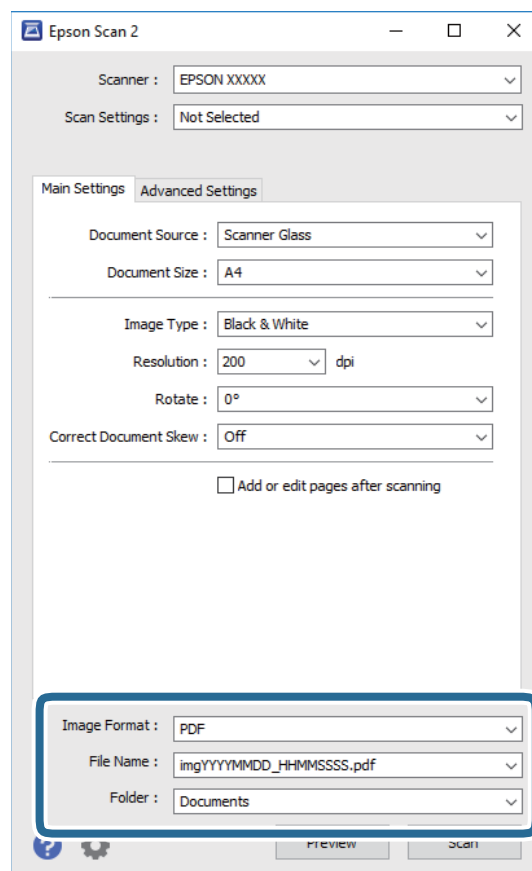 Epson Scan 2
Scanner : EPSON XXXXX
Scan Settings : Not Selected
Main Settings Advanced Settings
Document Source : Scanner Glass
Document Size : A4
Image Type : Black & White
Resolution : 200 dpi
Rotate : 0°
Correct Document Skew : Off
Add or edit pages after scanning
Image Format : PDF
File Name : imgYYYYMMDD_HHMMSSSS.pdf
Folder : Documents
? Preview Scan